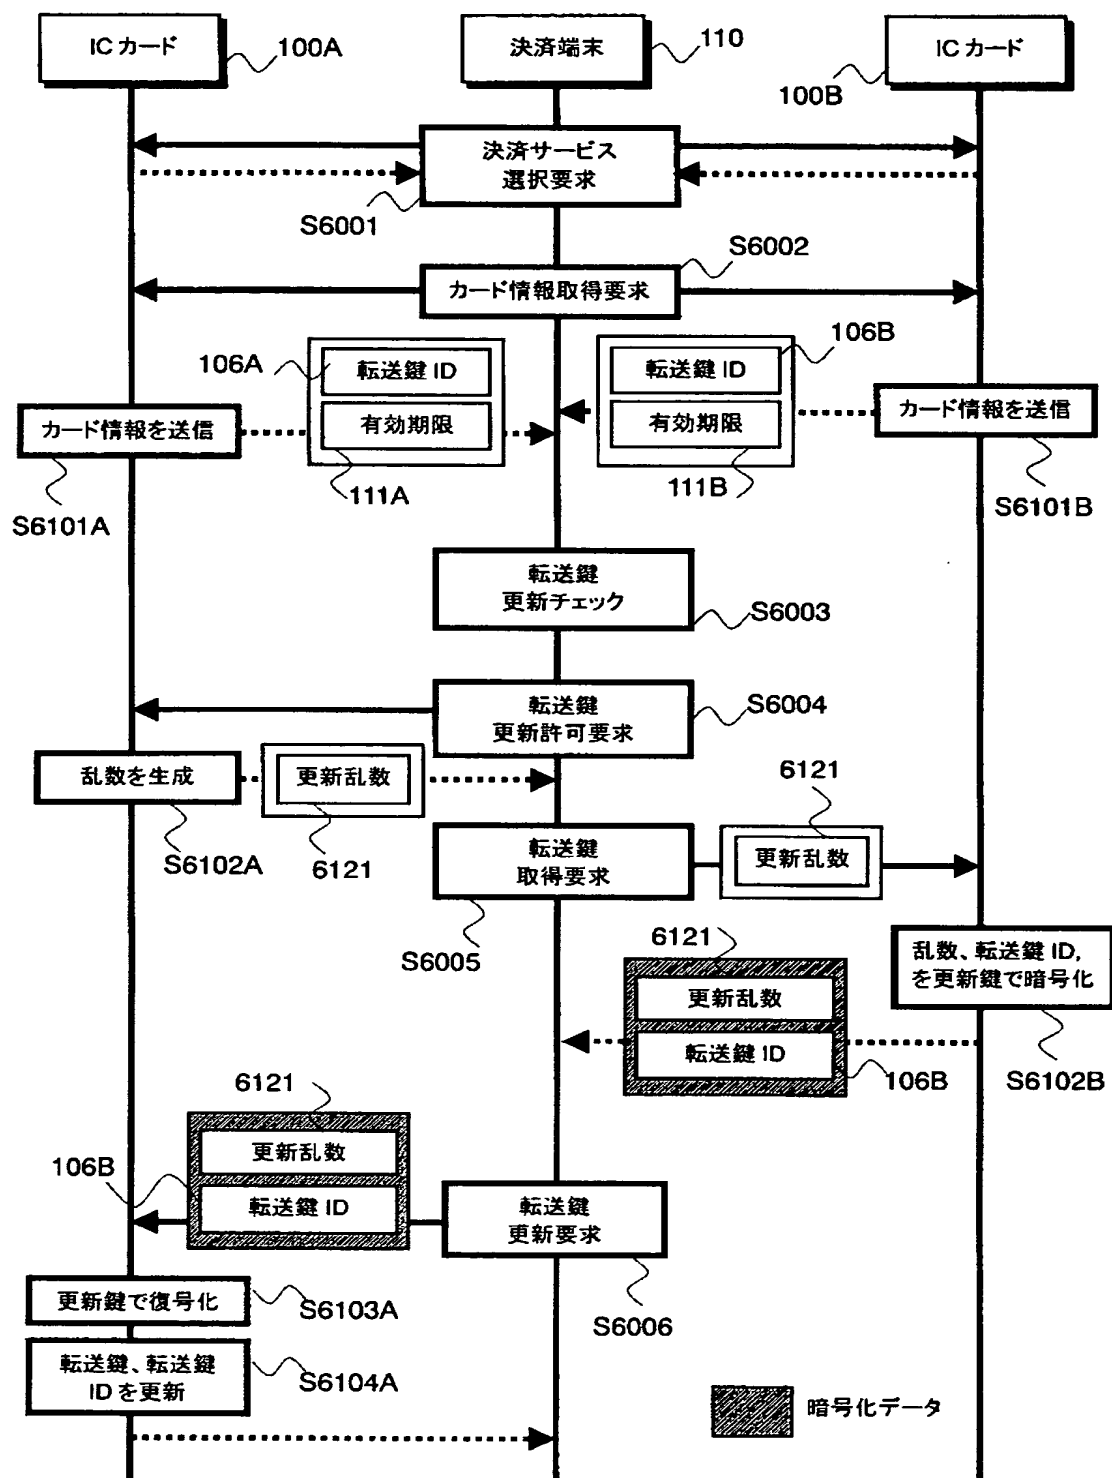 IC カード
100A
決済端末
110
IC カード
100B
決済サービス
選択要求
S6001
S6002
カード情報取得要求
106A
転送鍵 ID
有効期限
111A
106B
転送鍵 ID
有効期限
111B
カード情報を送信
S6101A
カード情報を送信
S6101B
転送鍵
更新チェック
S6003
転送鍵
更新許可要求
S6004
乱数を生成
S6102A
更新乱数
6121
転送鍵
取得要求
S6005
6121
更新乱数
乱数、転送鍵 ID,
を更新鍵で暗号化
S6102B
6121
更新乱数
転送鍵 ID
106B
6121
更新乱数
転送鍵 ID
106B
転送鍵
更新要求
S6006
更新鍵で復号化
S6103A
転送鍵、転送鍵
ID を更新
S6104A
暗号化データ